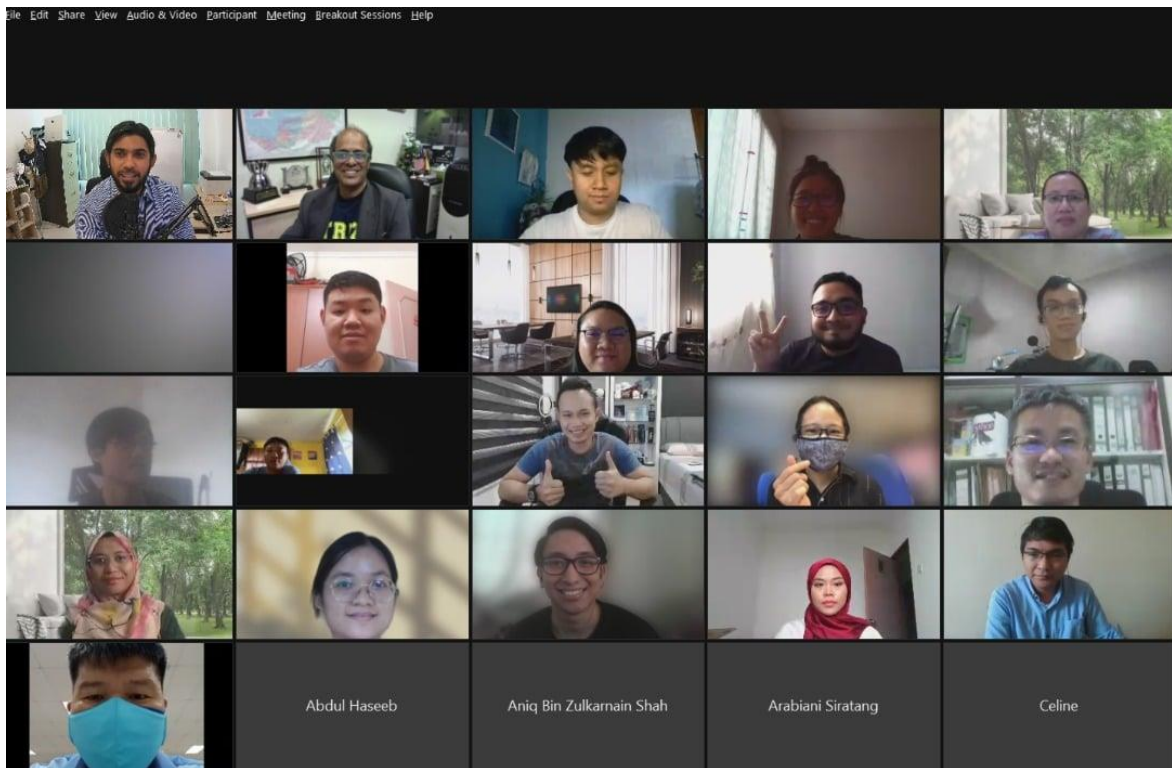 File Edit Share View Audio & Video Participant Meeting Breakout Sessions Help
Abdul Haseeb
Aniq Bin Zulkarnain Shah
Arabiani Siratang
Celine